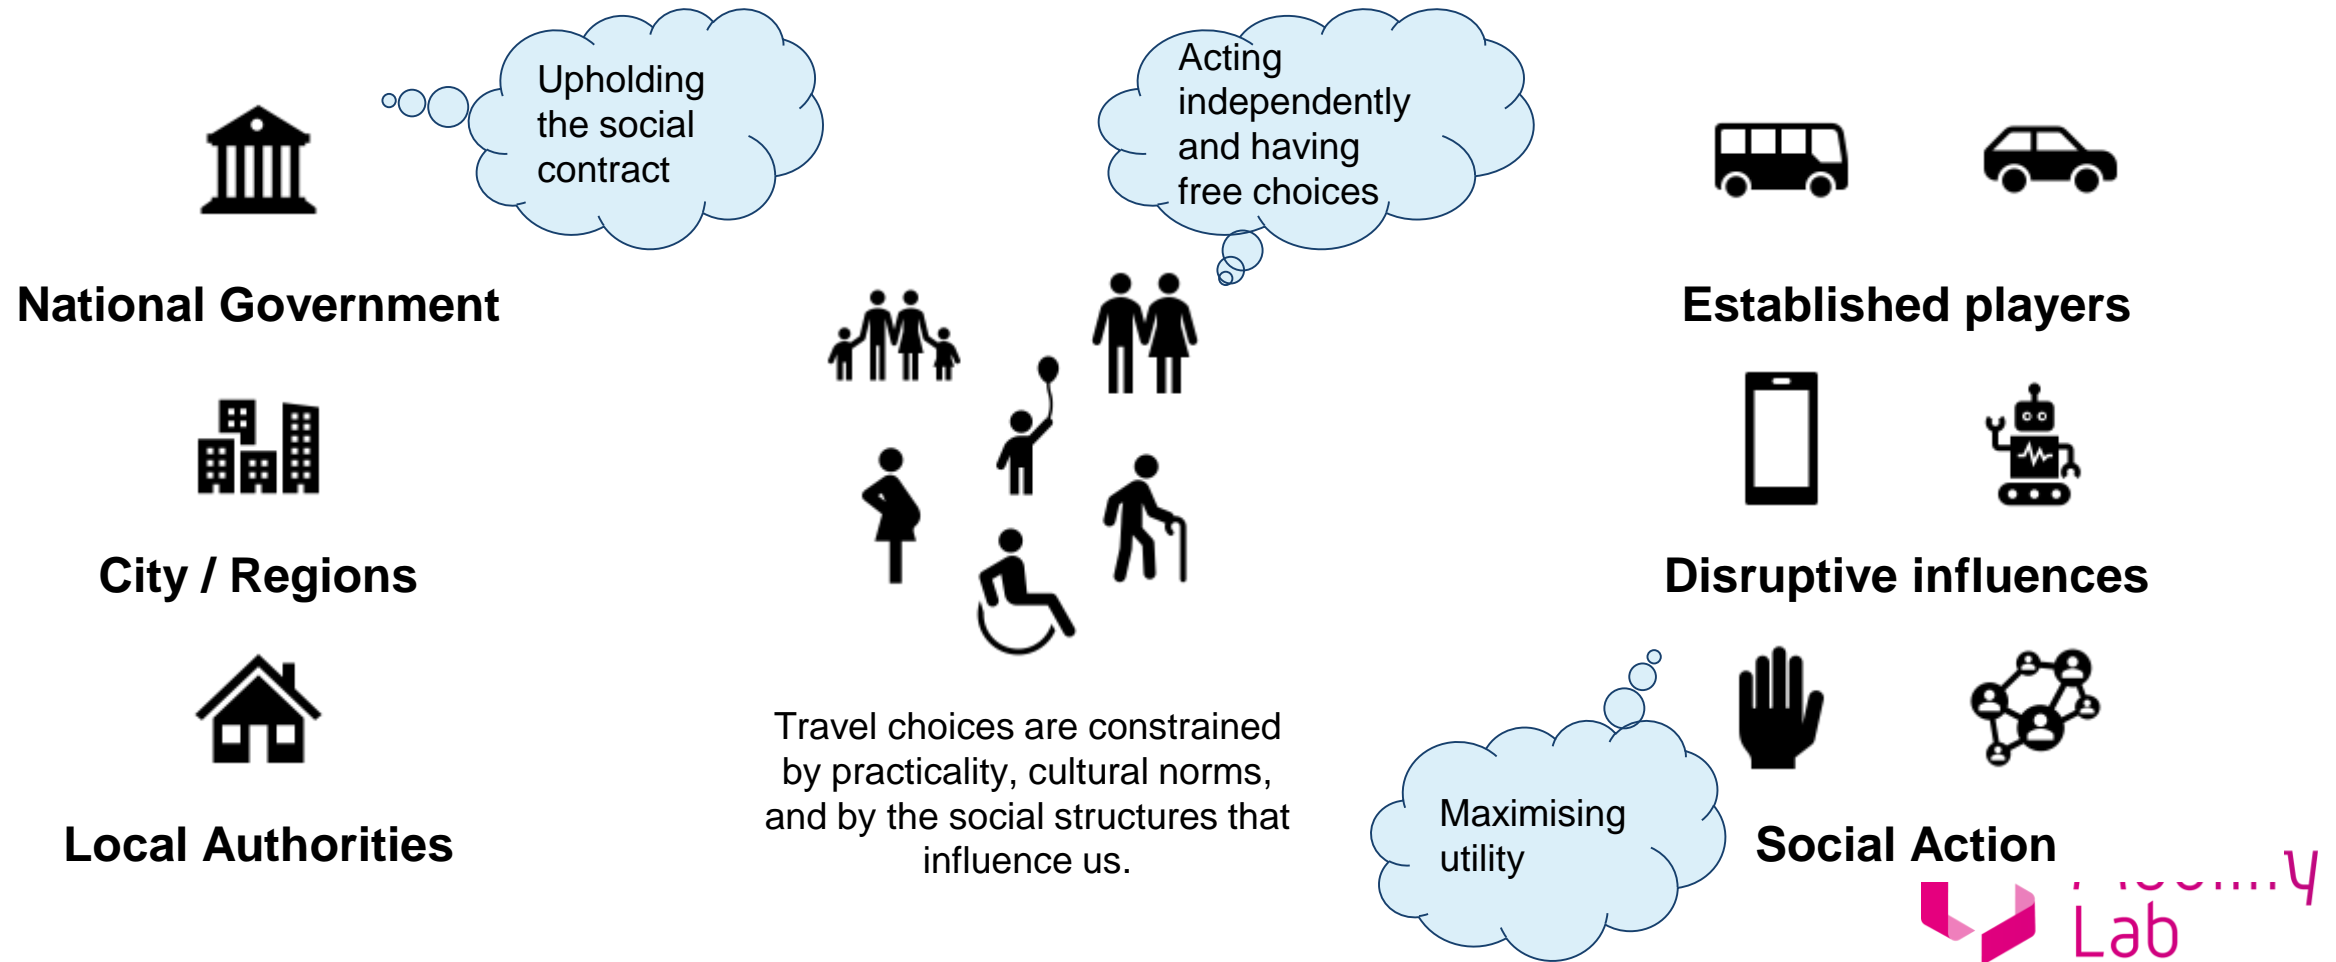 Upholding
the social
contract
Acting
independently
and having
free choices
National Government
Established players
City / Regions
Disruptive influences
Travel choices are constrained
by practicality, cultural norms,
and by the social structures that
influence us.
Maximising
utility
Local Authorities
Social Action
Lab